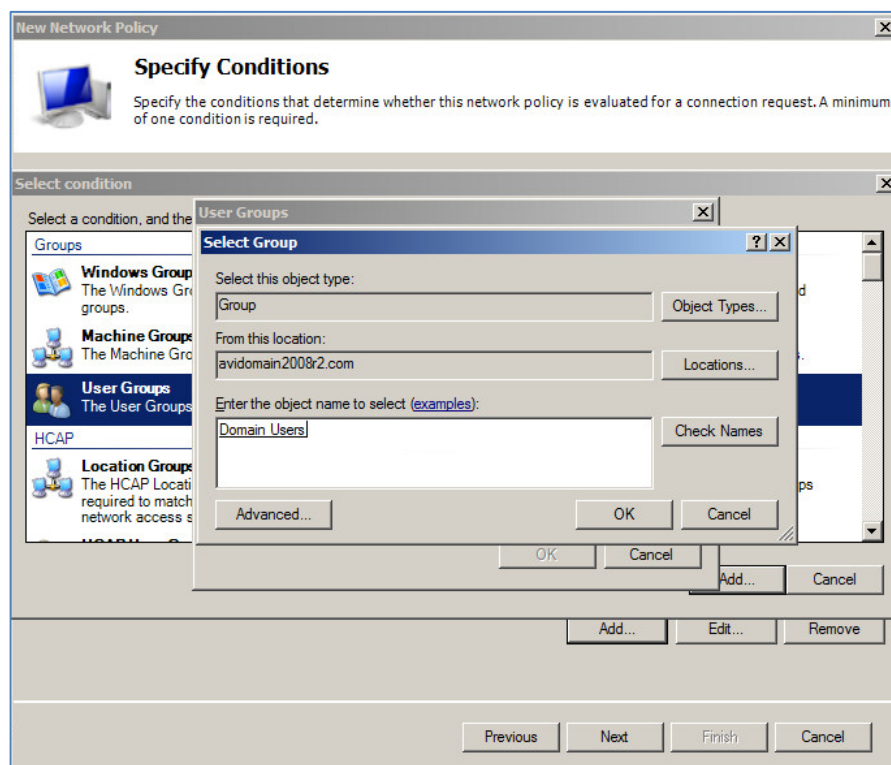 New Network Policy
Specify Conditions
Specify the conditions that determine whether this network policy is evaluated for a connection request. A minimum
of one condition is required.
Select condition
Select a condition, and the
User Groups
Groups
Select Group
Windows Group
The Windows Gr
groups.
Machine Groups
The Machine Gro
User Groups
The User Groups
HCAP
Location Groups
The HCAP Locati
required to match
network access s
Select this object type:
Group
Object Types...
From this location:
avidomain2008r2.com
Locations...
Enter the object name to select (examples):
Domain Users
Check Names
Advanced...
OK
Cancel
OK
Cancel
Add...
Cancel
Add...
Edit...
Remove
Previous
Next
Finish
Cancel